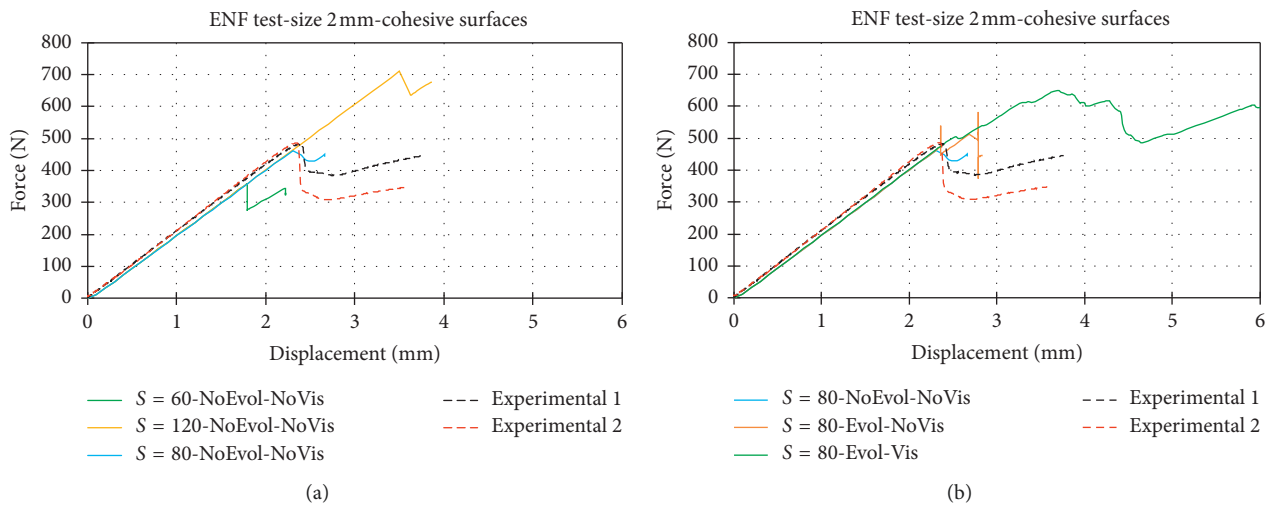 ENF test-size 2 mm-cohesive surfaces
800
700
600
500
400
300
200
100
0
Force (N)
0 1 2 3 4 5 6
Displacement (mm)
S = 60-NoEvol-NoVis
S = 120-NoEvol-NoVis
S = 80-NoEvol-NoVis
Experimental 1
Experimental 2
(a)
ENF test-size 2 mm-cohesive surfaces
800
700
600
500
400
300
200
100
0
Force (N)
0 1 2 3 4 5 6
Displacement (mm)
S = 80-NoEvol-NoVis
S = 80-Evol-NoVis
S = 80-Evol-Vis
Experimental 1
Experimental 2
(b)